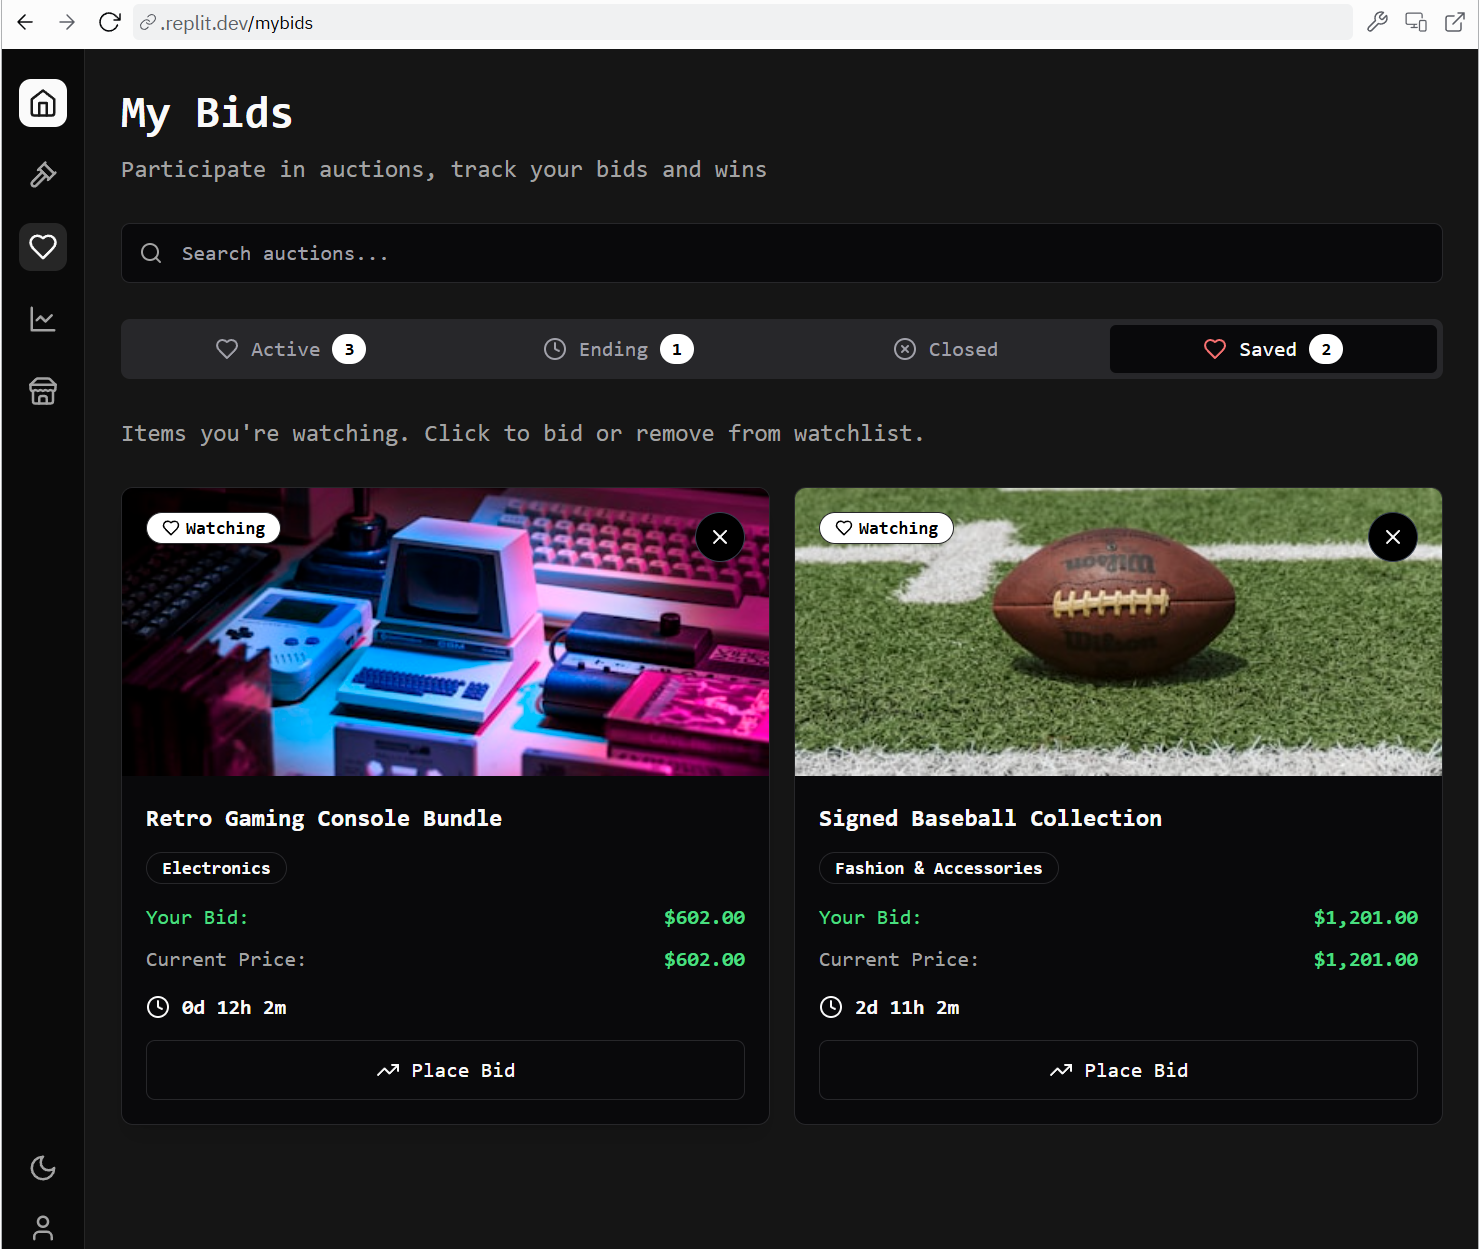 .replit.dev/mybids
My Bids
Participate in auctions, track your bids and wins
Search auctions...
Active 3
Ending 1
Closed
Saved 2
Items you're watching. Click to bid or remove from watchlist.
Watching
Watching
Wilson
Wilson
Retro Gaming Console Bundle
Electronics
Your Bid: $602.00
Current Price: $602.00
0d 12h 2m
Place Bid
Signed Baseball Collection
Fashion & Accessories
Your Bid: $1,201.00
Current Price: $1,201.00
2d 11h 2m
Place Bid